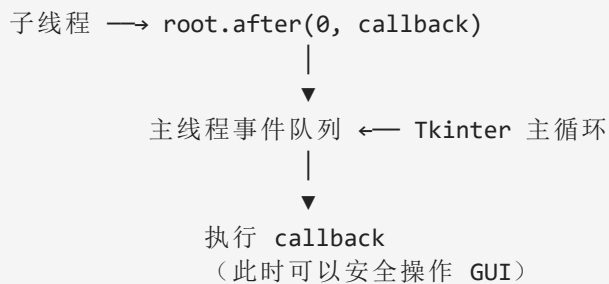 子线程 ──→ root.after(0, callback)
│
▼
主线程事件队列 ←── Tkinter 主循环
│
▼
执行 callback
（此时可以安全操作 GUI）